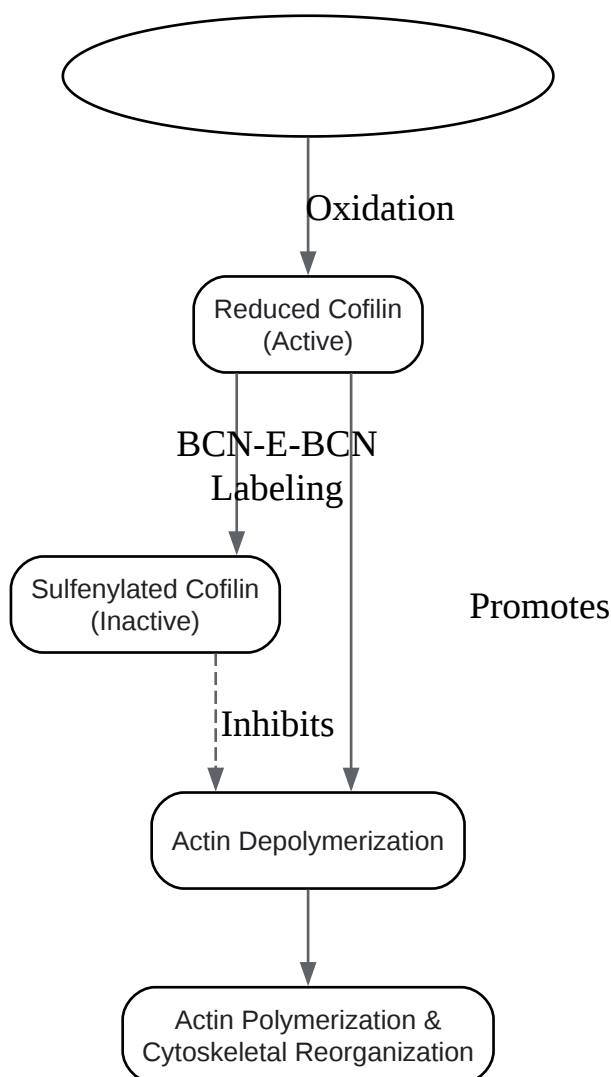 Oxidation
Reduced Cofilin
(Active)
BCN-E-BCN
Labeling
Sulfenylated Cofilin
(Inactive)
Promotes
Inhibits
Actin Depolymerization
Actin Polymerization &
Cytoskeletal Reorganization